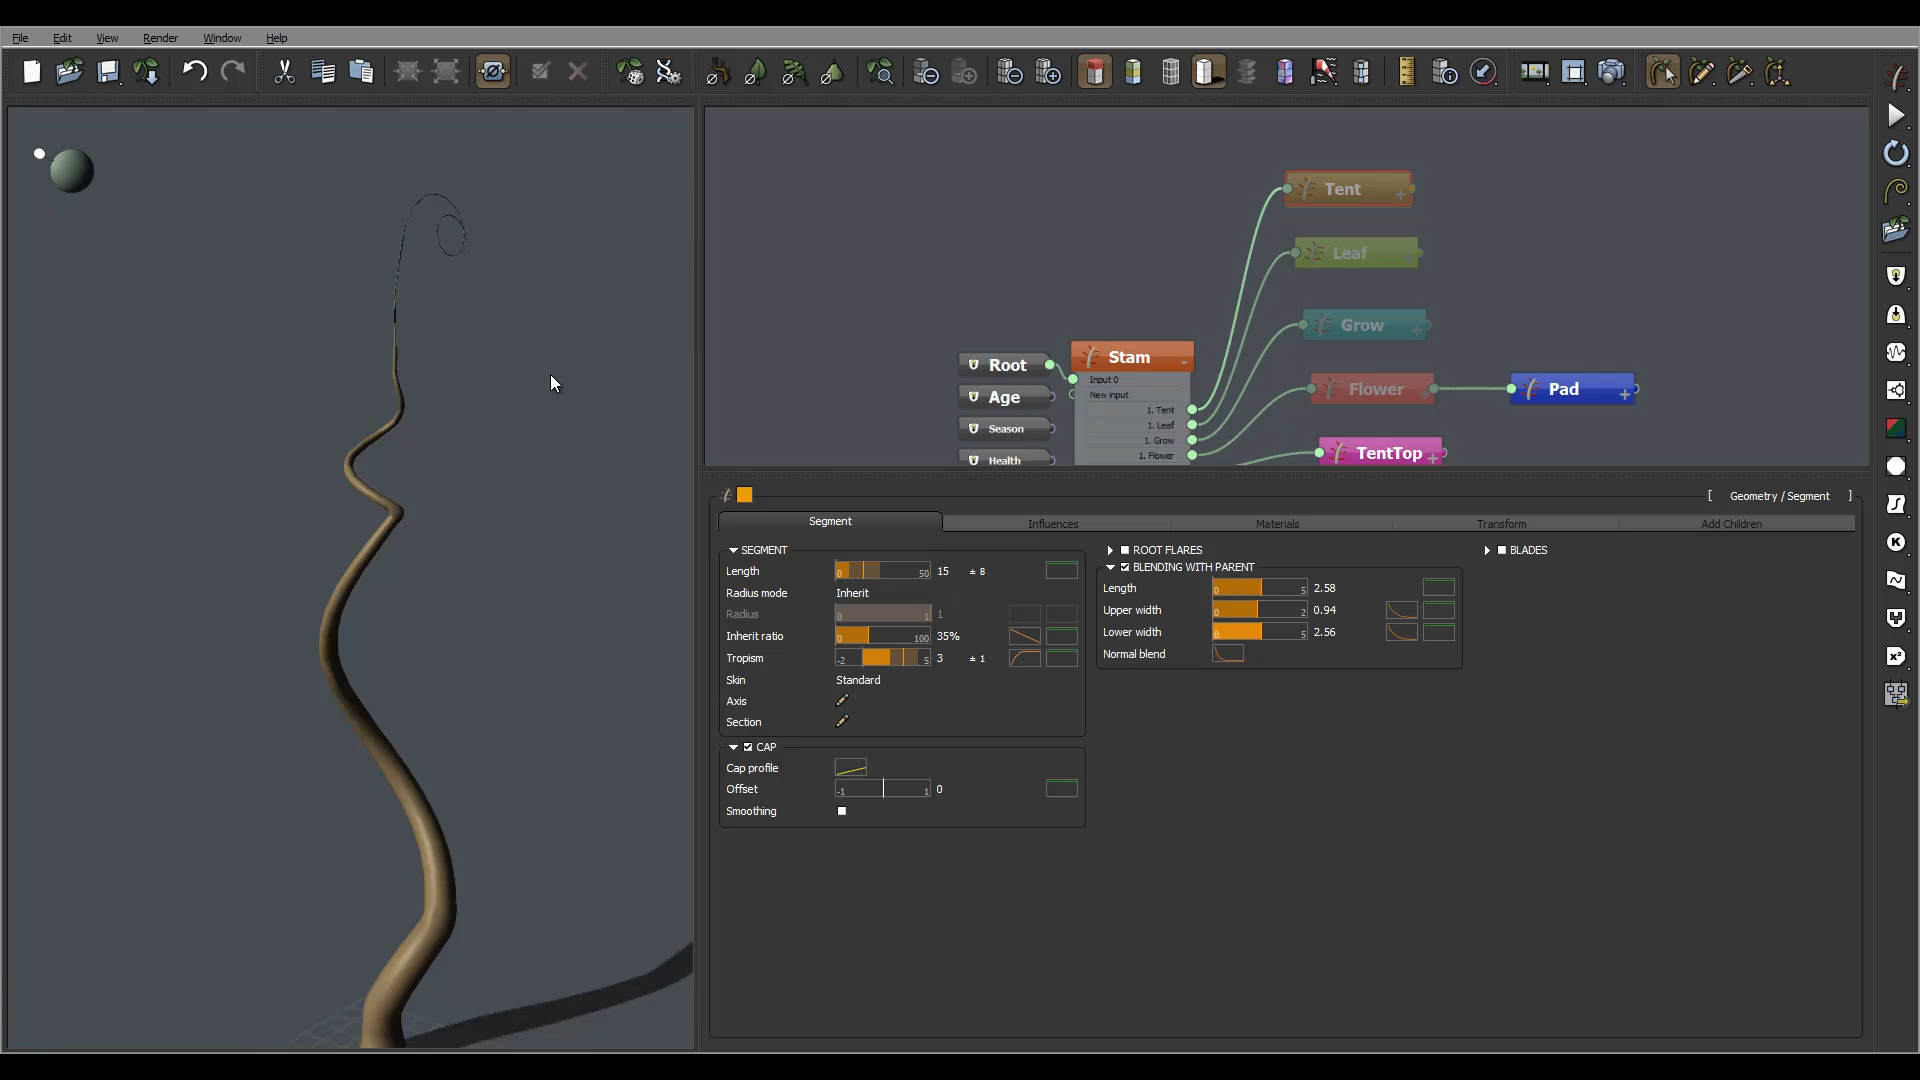 File Edit View Render Window Help
Tent
Leaf
Grow
Flower
Pad
TentTop
Root
Age
Season
Health
Stam
Input 0
New input
1. Tent
1. Leaf
1. Grow
1. Flower
[ Geometry / Segment ]
Segment Influences Materials Transform Add Children
SEGMENT
Length 0 50 15 ± 8
Radius mode Inherit
Radius 0 1 1
Inherit ratio 0 100 35%
Tropism -2 5 3 ± 1
Skin Standard
Axis
Section
CAP
Cap profile
Offset -1 1 0
Smoothing
ROOT FLARES
BLENDING WITH PARENT
Length 0 5 2.58
Upper width 0 2 0.94
Lower width 0 5 2.56
Normal blend
BLADES
K
x²